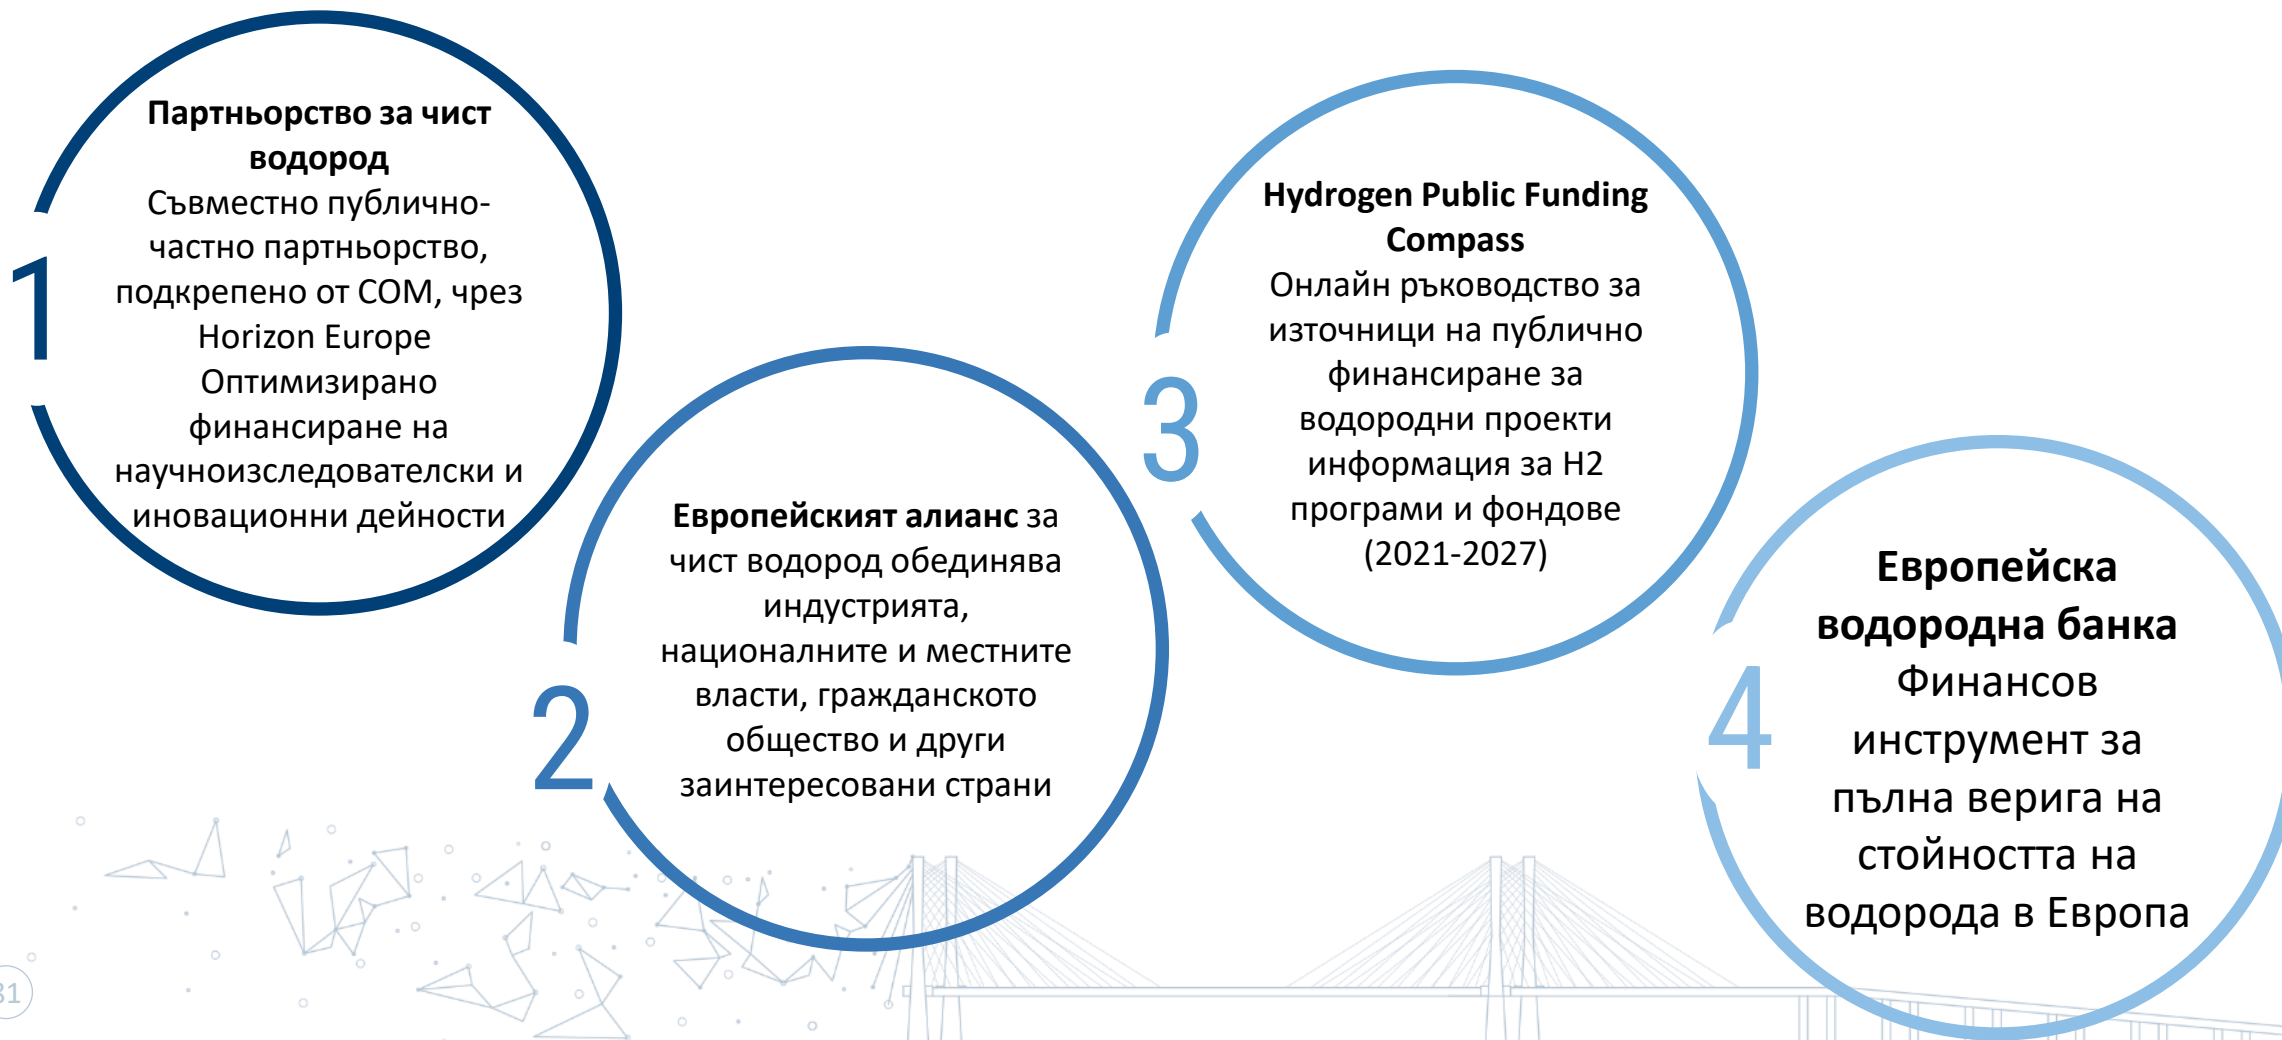 1
Партньорство за чист
водород
Съвместно публично-
частно партньорство,
подкрепено от COM, чрез
Horizon Europe
Оптимизирано
финансиране на
научноизследователски и
иновационни дейности
2
Европейският алианс за
чист водород обединява
индустрията,
националните и местните
власти, гражданското
общество и други
заинтересовани страни
3
Hydrogen Public Funding
Compass
Онлайн ръководство за
източници на публично
финансиране за
водородни проекти
информация за H2
програми и фондове
(2021-2027)
4
Европейска
водородна банка
Финансов
инструмент за
пълна верига на
стойността на
водорода в Европа